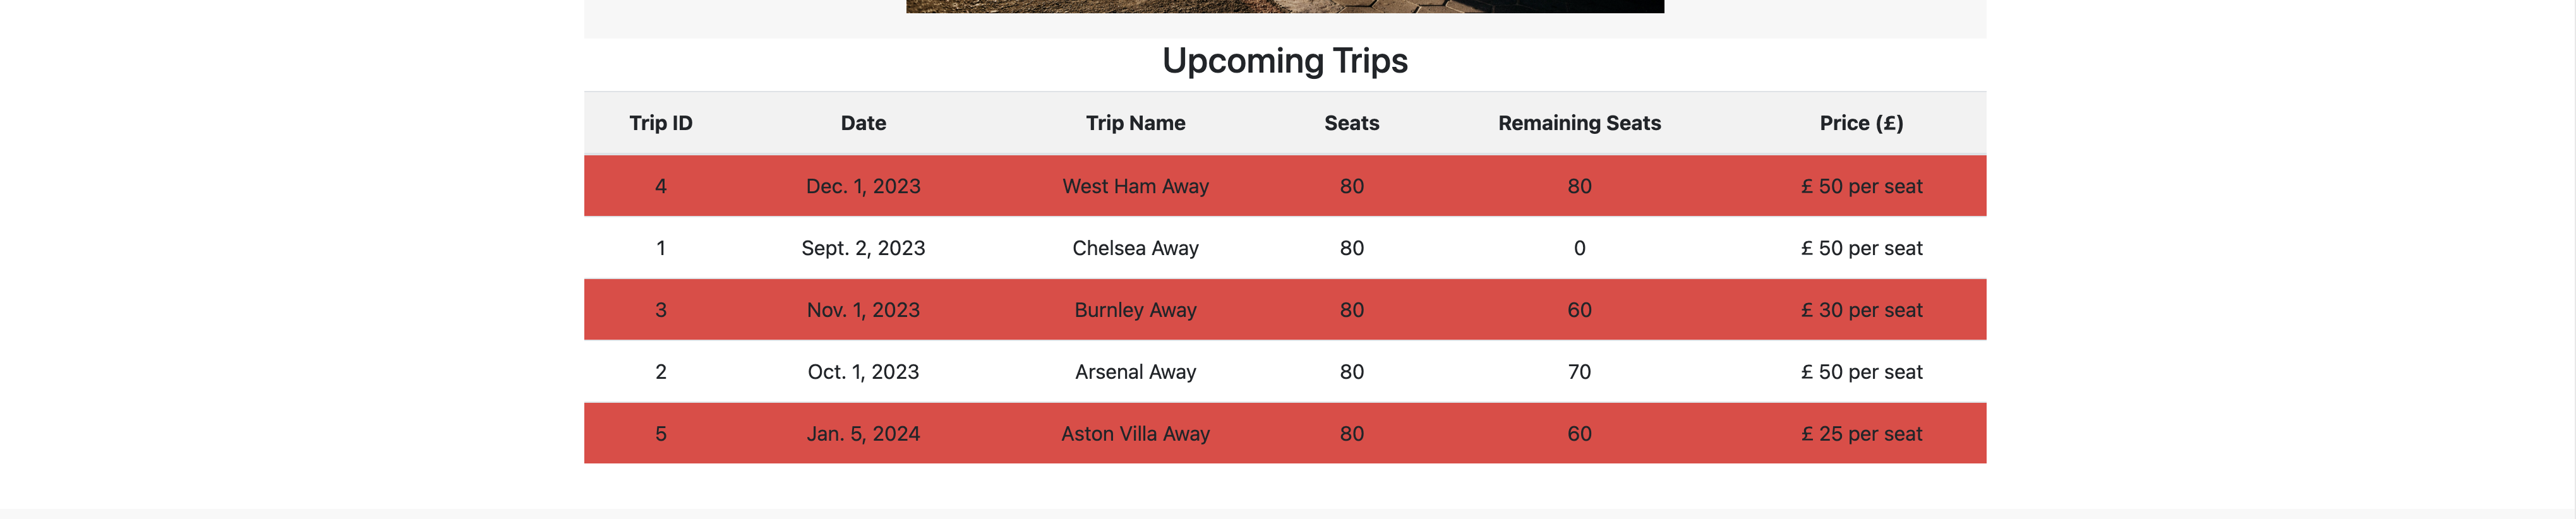 Upcoming Trips
Trip ID Date Trip Name Seats Remaining Seats Price (£)
4 Dec. 1, 2023 West Ham Away 80 80 £ 50 per seat
1 Sept. 2, 2023 Chelsea Away 80 0 £ 50 per seat
3 Nov. 1, 2023 Burnley Away 80 60 £ 30 per seat
2 Oct. 1, 2023 Arsenal Away 80 70 £ 50 per seat
5 Jan. 5, 2024 Aston Villa Away 80 60 £ 25 per seat